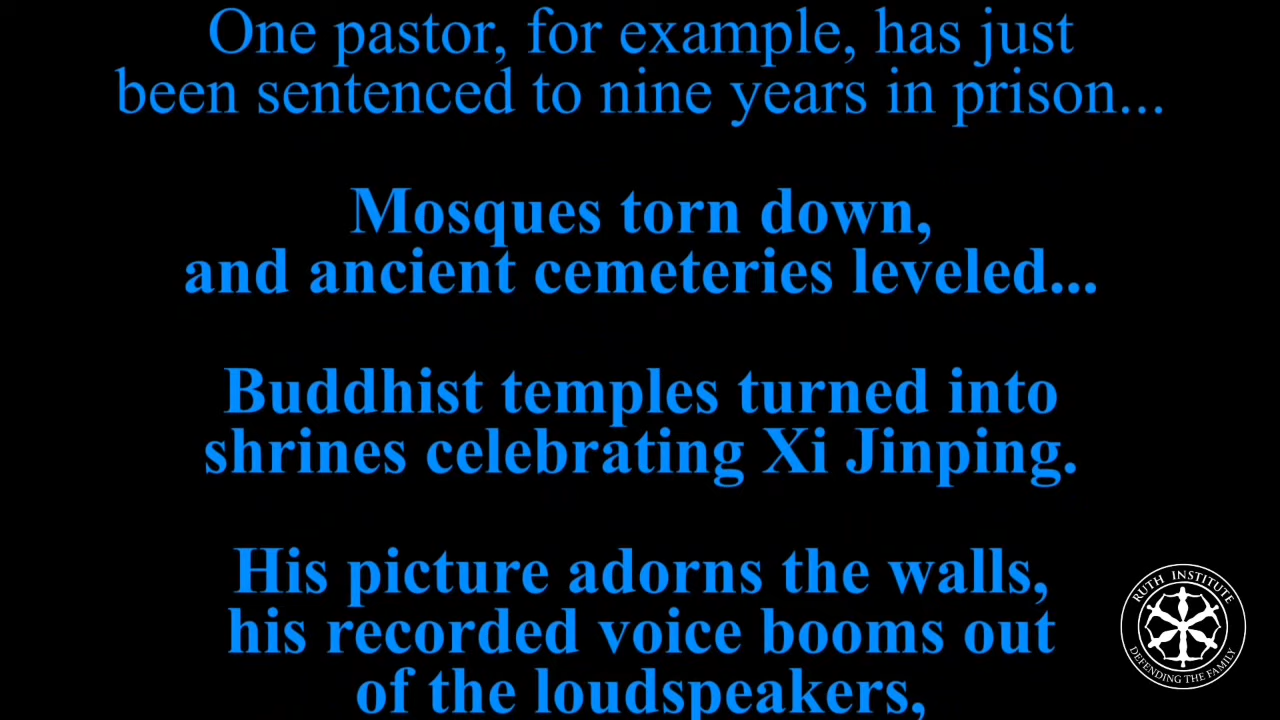 One pastor, for example, has just
been sentenced to nine years in prison...
Mosques torn down,
and ancient cemeteries leveled...
Buddhist temples turned into
shrines celebrating Xi Jinping.
His picture adorns the walls,
his recorded voice booms out
of the loudspeakers,
RUTH INSTITUTE
DEFENDING THE FAMILY